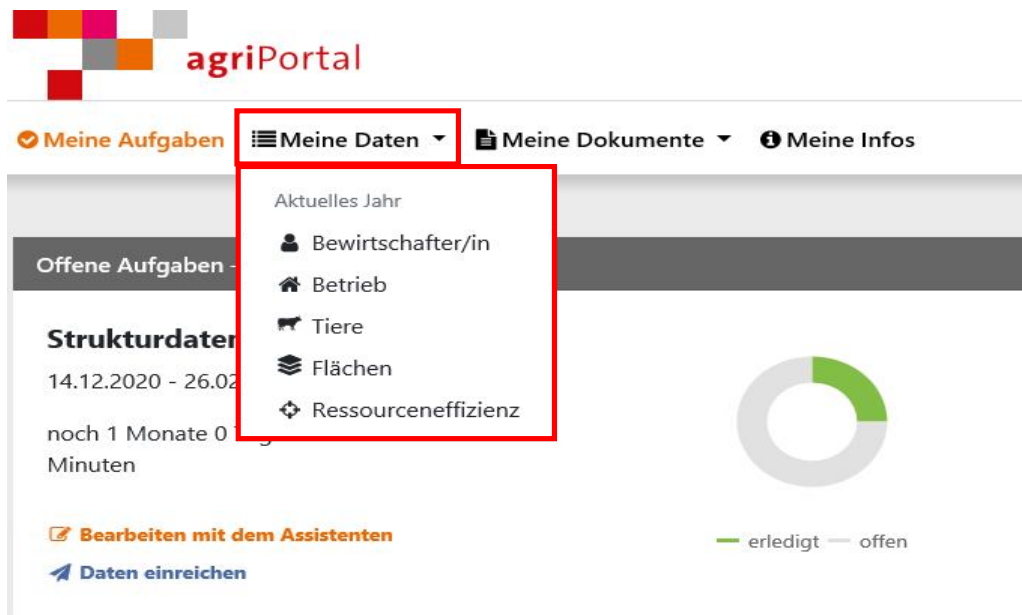 agriPortal
Meine Aufgaben Meine Daten Meine Dokumente Meine Infos
Aktuelles Jahr
Bewirtschafter/in
Betrieb
Tiere
Flächen
Ressourceneffizienz
Offene Aufgaben -
14.12.2020 - 26.02
noch 1 Monate 0
Minuten
Bearbeiten mit dem Assistenten
Daten einreichen
erledigt offen